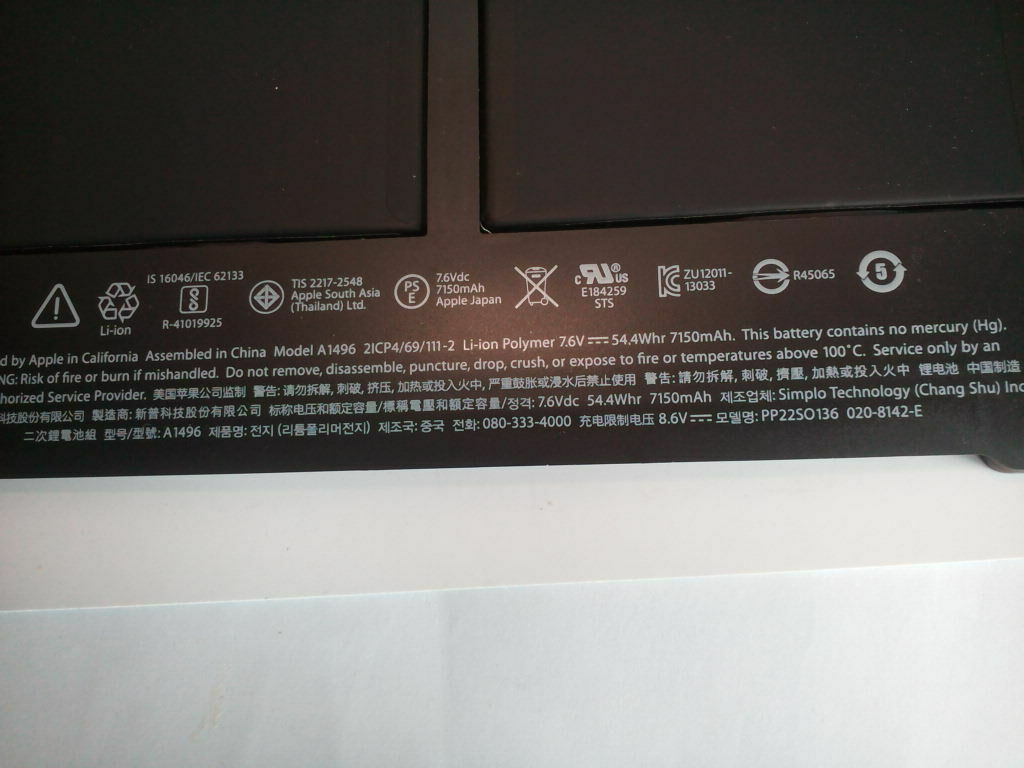 IS 16046/IEC 62133
R-41019925
Li-ion
TIS 2217-2548
Apple South Asia
(Thailand) Ltd.
PS
E
7.6Vdc
7150mAh
Apple Japan
c RU us
E184259
STS
ZU12011-
13033
R45065
5
d by Apple in California Assembled in China Model A1496 2ICP4/69/111-2 Li-ion Polymer 7.6V 54.4Whr 7150mAh. This battery contains no mercury (Hg).
NG: Risk of fire or burn if mishandled. Do not remove, disassemble, puncture, drop, crush, or expose to fire or temperatures above 100˚C. Service only by an
horized Service Provider. 美国苹果公司监制 警告: 请勿拆解, 刺破, 挤压, 加热或投入火中, 严重鼓胀或浸水后禁止使用 警告: 請勿拆解, 刺破, 擠壓, 加熱或投入火中 锂电池 中国制造
科技股份有限公司 製造商: 新普科技股份有限公司 标称电压和额定容量/標稱電壓和額定容量/정격: 7.6Vdc 54.4Whr 7150mAh 제조업체: Simplo Technology (Chang Shu) Inc
二次鋰電池組 型号/型號: A1496 제품명: 전지 (리튬폴리머전지) 제조국: 중국 전화: 080-333-4000 充电限制电压 8.6V 모델명: PP22SO136 020-8142-E